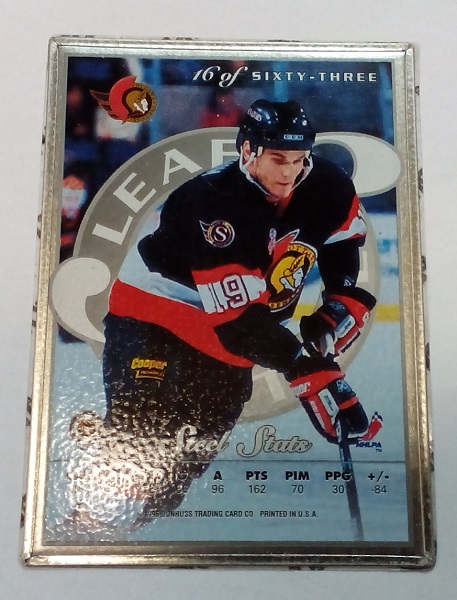 16 of SIXTY-THREE
LEAF
S
19
Cooper
Steel Stats
NHLPA
A PTS PIM PPG +/-
96 162 70 30 -84
DONRUSS TRADING CARD CO. PRINTED IN U.S.A.